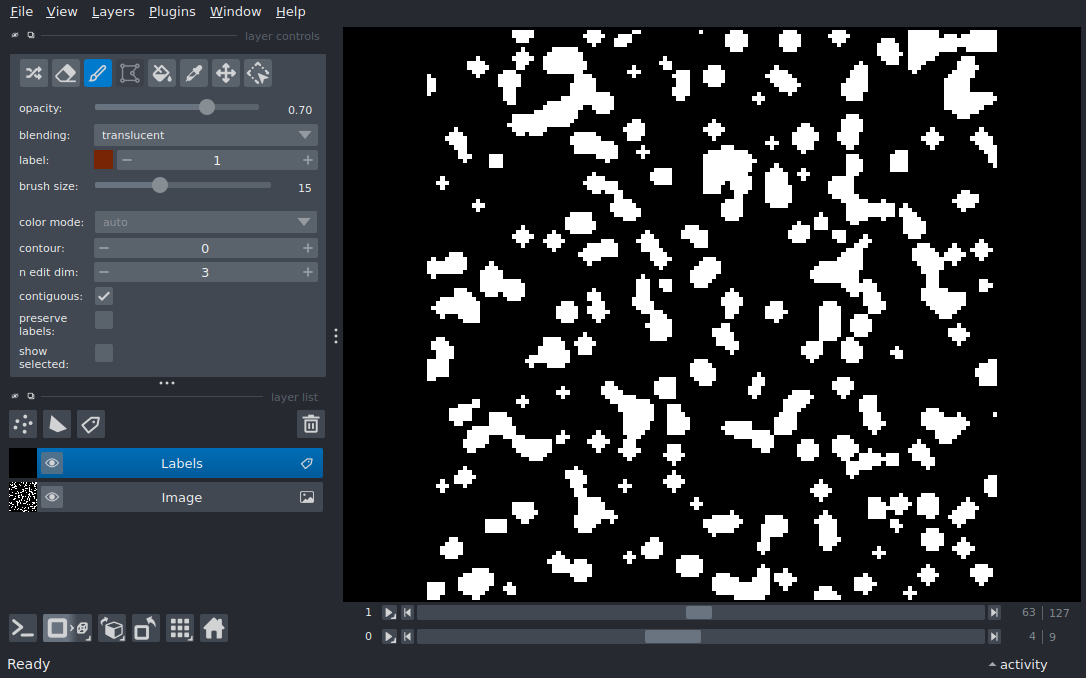 File View Layers Plugins Window Help
layer controls
opacity: 0.70
blending: translucent
label: 1
brush size: 15
color mode: auto
contour: 0
n edit dim: 3
contiguous:
preserve
labels:
show
selected:
layer list
Labels
Image
1 63 127
0 4 9
Ready activity